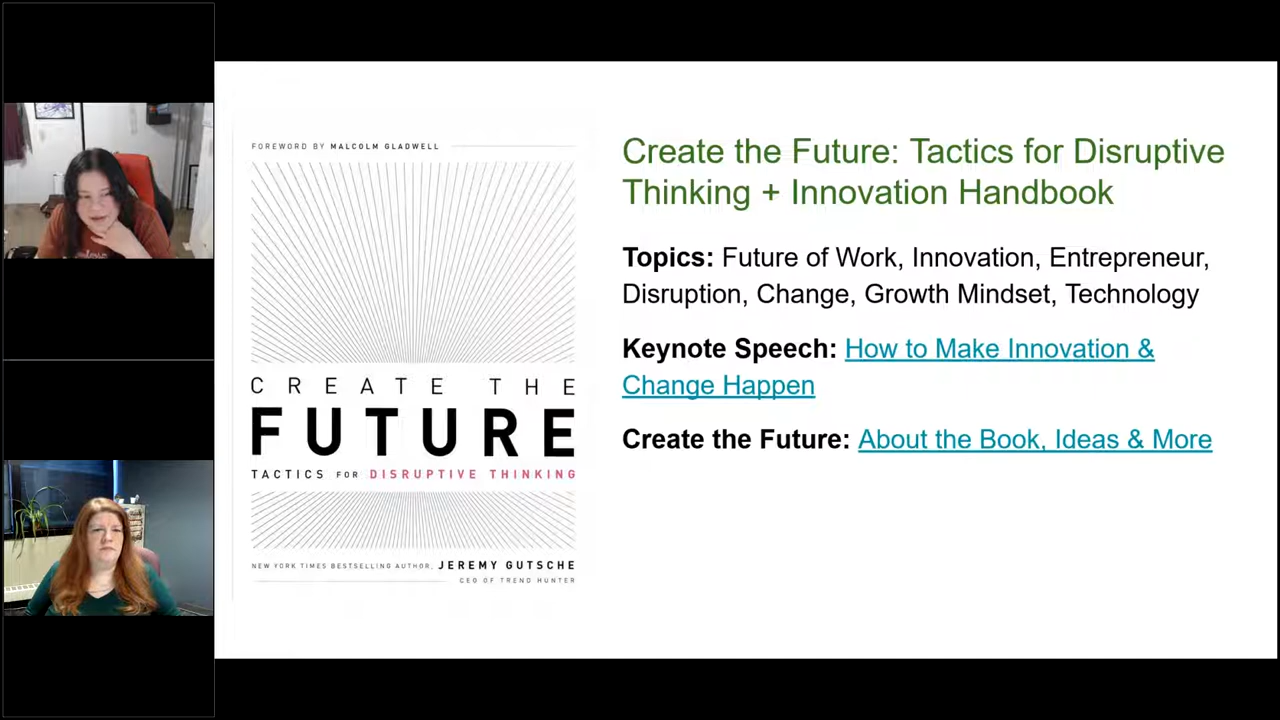 FOREWORD BY MALCOLM GLADWELL
CREATE THE
FUTURE
TACTICS FOR DISRUPTIVE THINKING
NEW YORK TIMES BESTSELLING AUTHOR, JEREMY GUTSCHE
CEO OF TREND HUNTER
Create the Future: Tactics for Disruptive
Thinking + Innovation Handbook
Topics: Future of Work, Innovation, Entrepreneur,
Disruption, Change, Growth Mindset, Technology
Keynote Speech: How to Make Innovation &
Change Happen
Create the Future: About the Book, Ideas & More